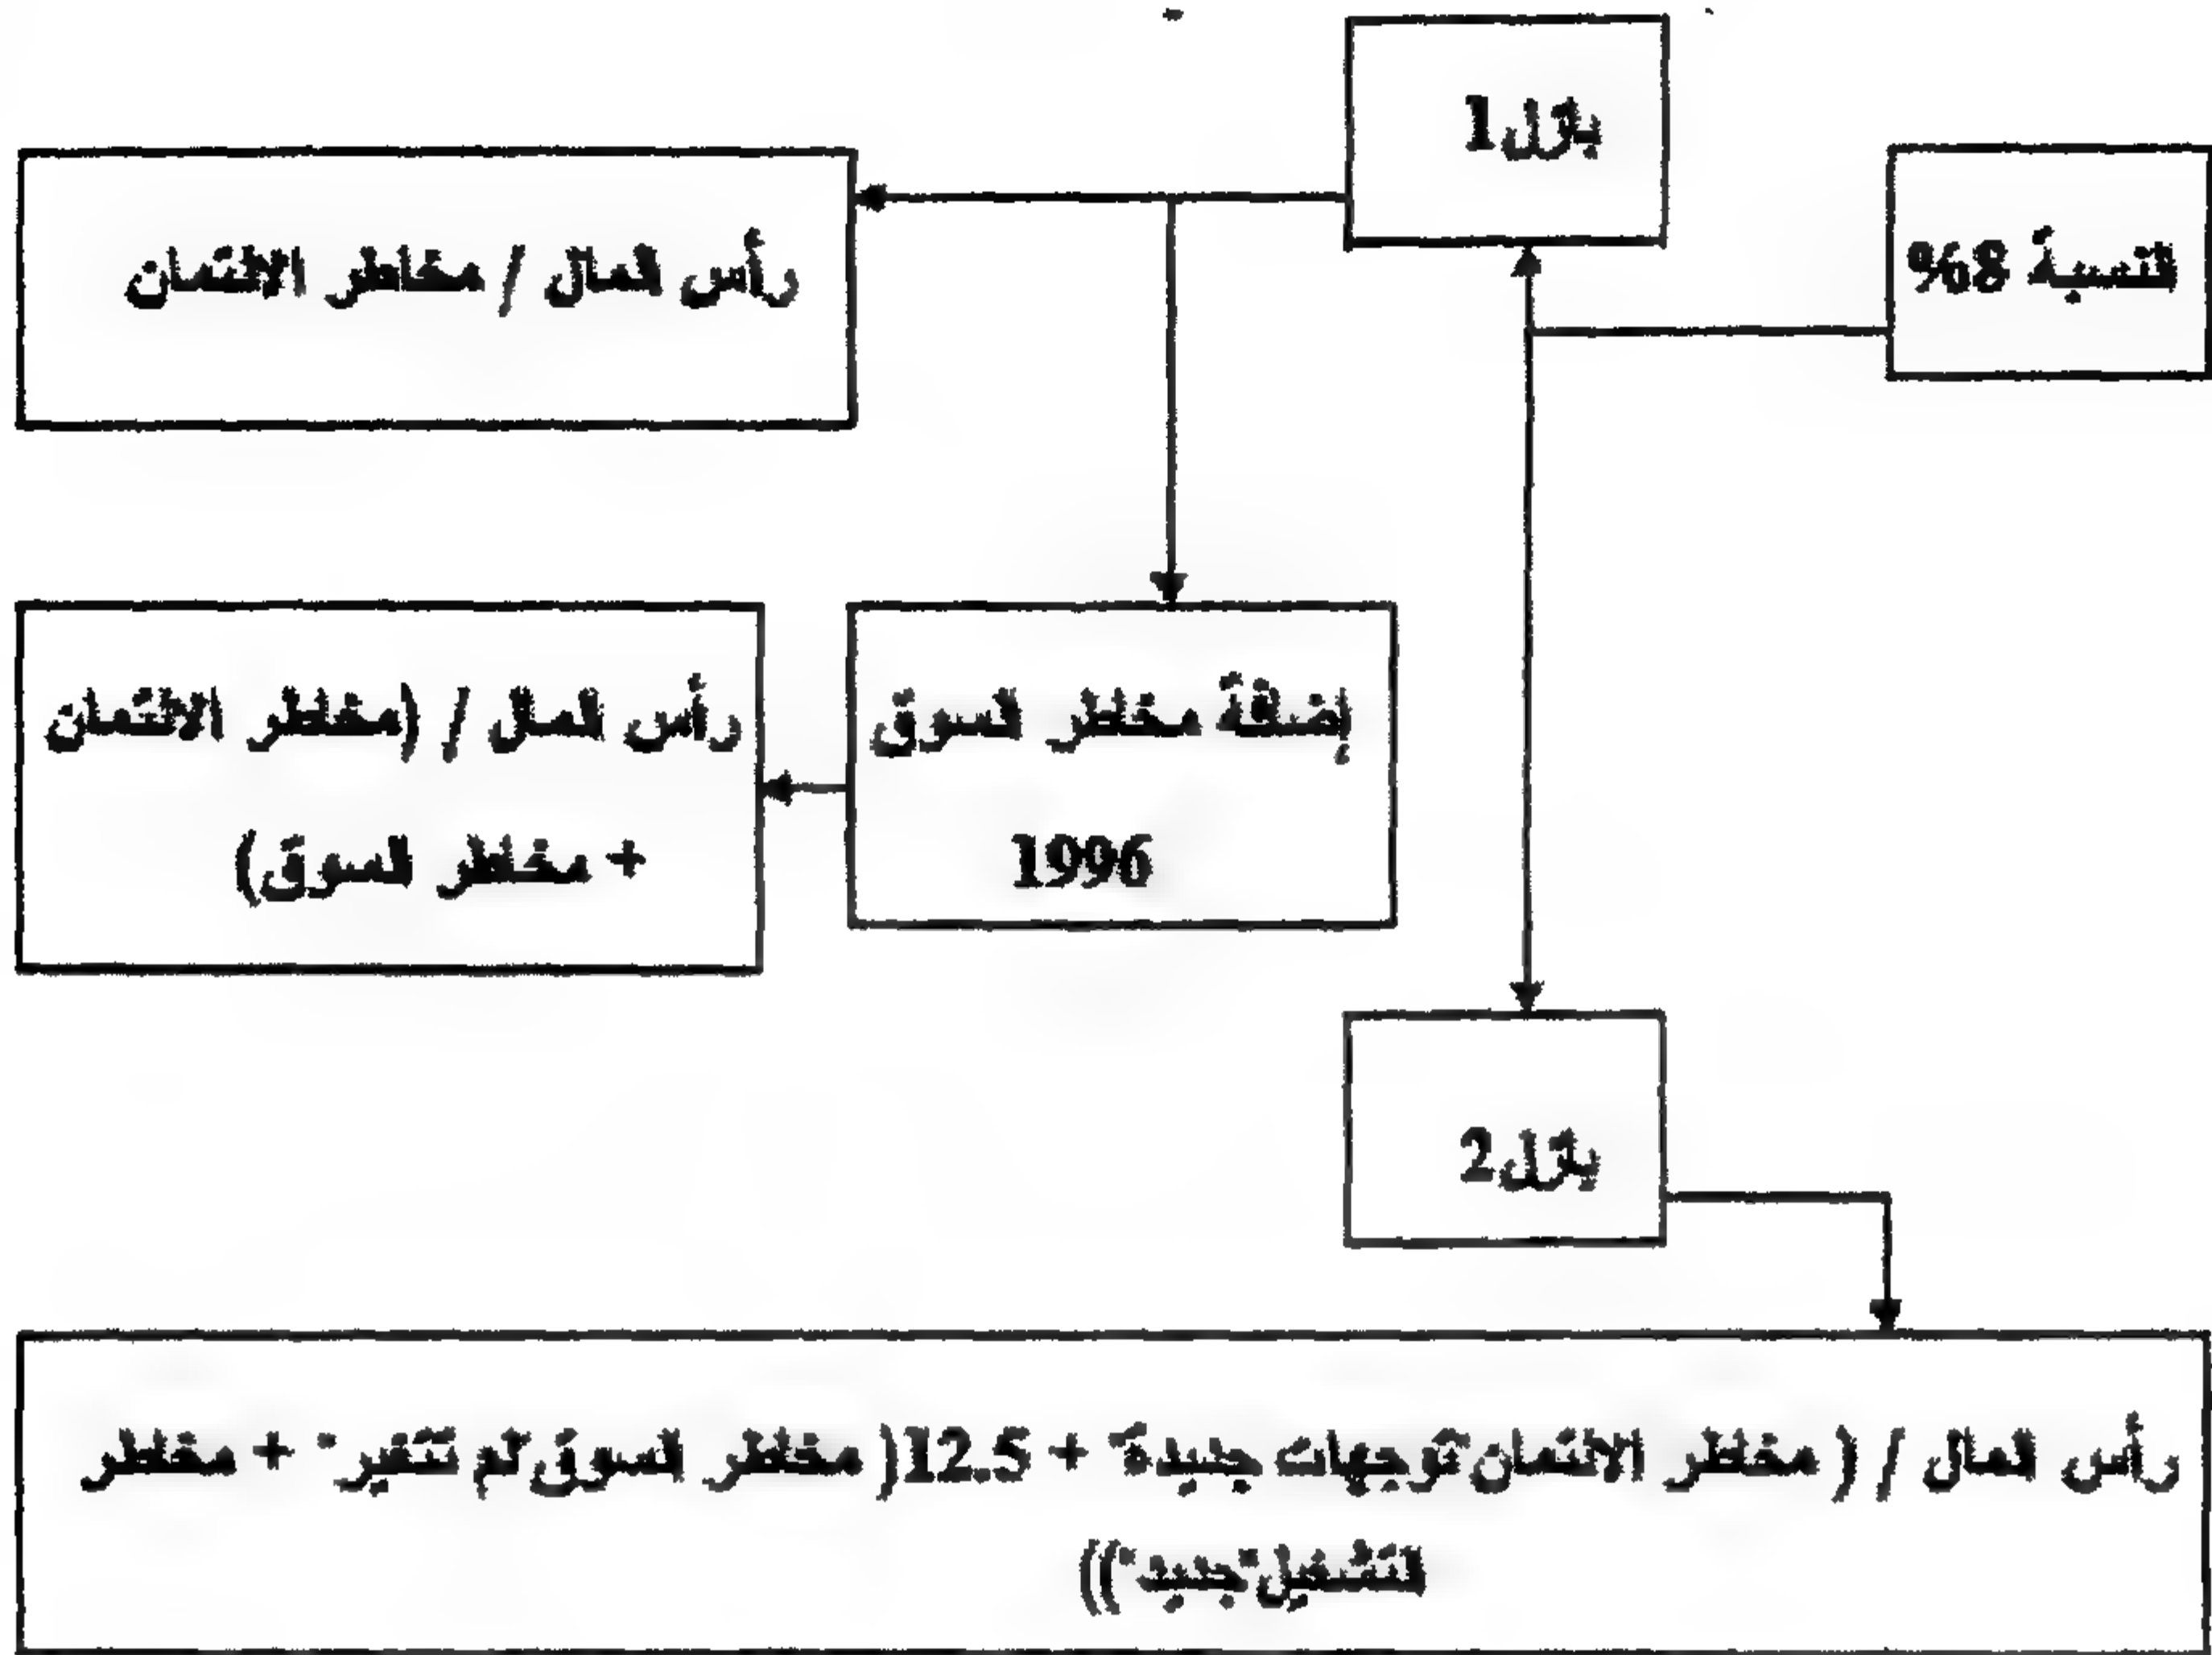 بازل1
النسبة 8%
رأس المال / مخاطر الائتمان
إضافة مخاطر السوق
1996
رأس المال / (مخاطر الائتمان
+ مخاطر السوق)
بازل2
رأس المال / ( مخاطر الائتمان توجهات جديدة" + 12.5( مخاطر السوق لم تتغير" + مخاطر
التشغيل"جديد"))